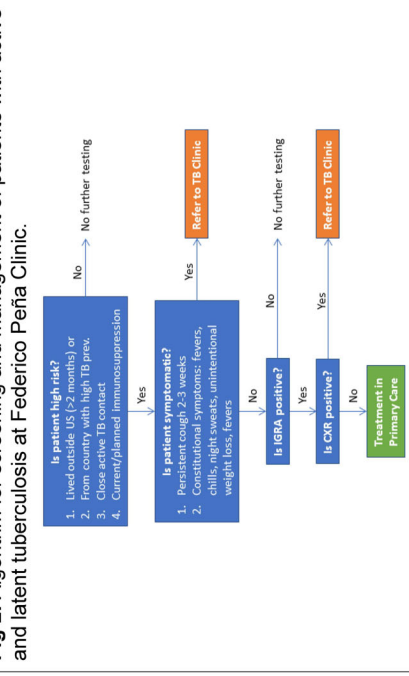 and latent tuberculosis at Federico Peña Clinic.
Is patient high risk?
1. Lived outside US (>2 months) or
2. From country with high TB prev.
3. Close active TB contact
4. Current/planned immunosuppression
No
No further testing
Yes
Is patient symptomatic?
1. Persistent cough 2-3 weeks
2. Constitutional symptoms: fevers,
chills, night sweats, unintentional
weight loss, fevers
Yes
Refer to TB Clinic
No
Is IGRA positive?
No
No further testing
Yes
Is CXR positive?
Yes
Refer to TB Clinic
No
Treatment in
Primary Care